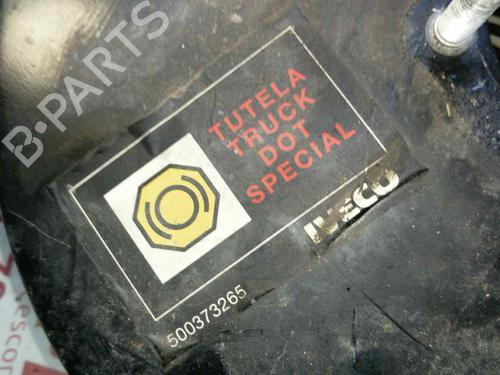 B-PARTS
TUTELA
TRUCK
DOT
SPECIAL
IVECO
500373265